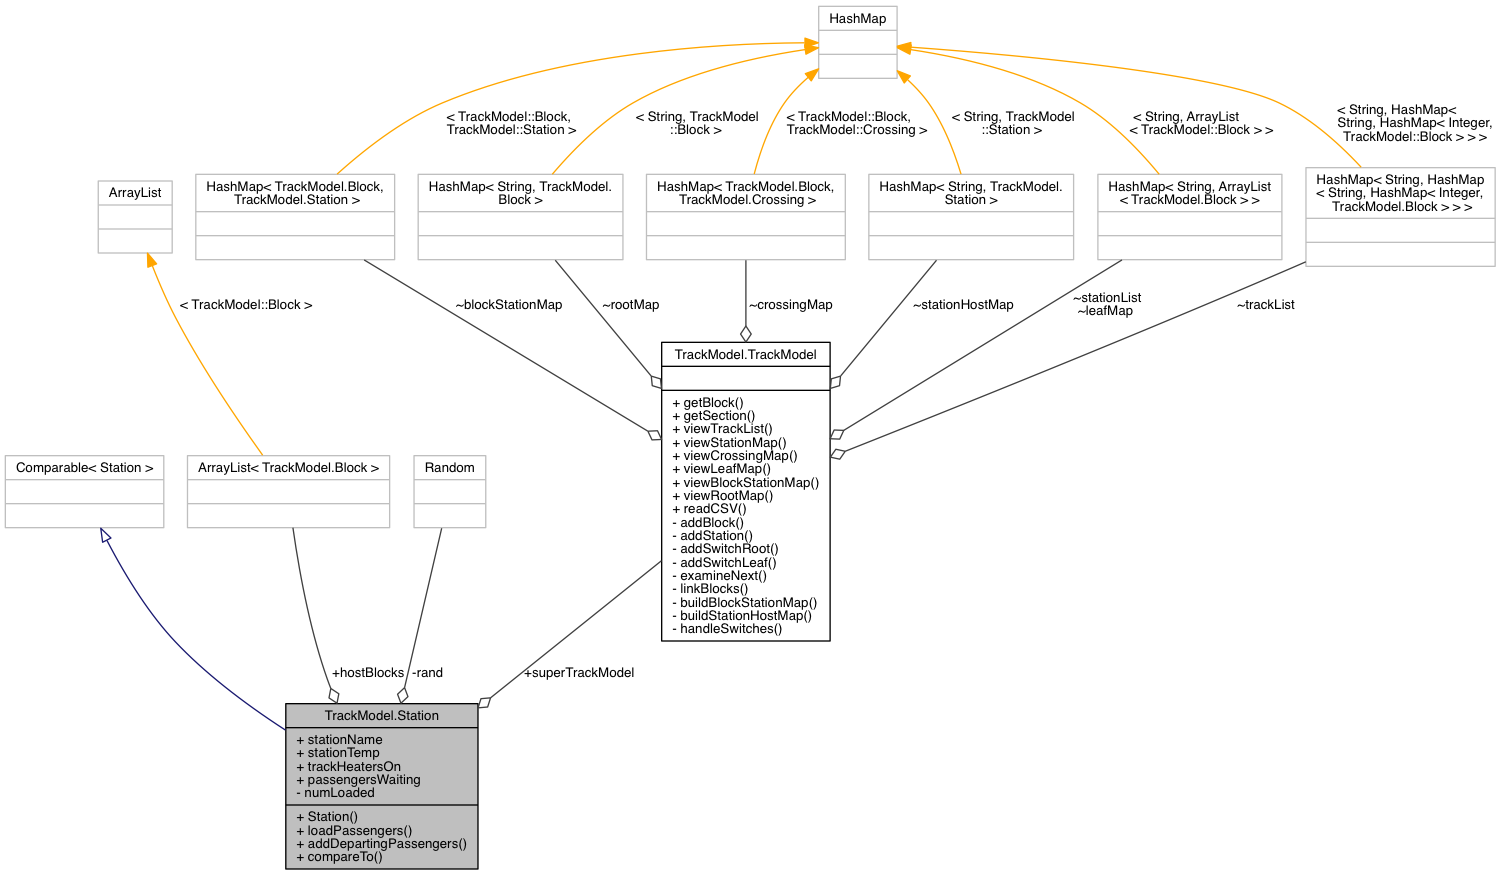 HashMap
< TrackModel::Block,
TrackModel::Station >
< String, TrackModel
::Block >
< TrackModel::Block,
TrackModel::Crossing >
< String, TrackModel
::Station >
< String, ArrayList
< TrackModel::Block > >
< String, HashMap<
String, HashMap< Integer,
TrackModel::Block > > >
ArrayList
HashMap< TrackModel.Block,
TrackModel.Station >
HashMap< String, TrackModel.
Block >
HashMap< TrackModel.Block,
TrackModel.Crossing >
HashMap< String, TrackModel.
Station >
HashMap< String, ArrayList
< TrackModel.Block > >
HashMap< String, HashMap
< String, HashMap< Integer,
TrackModel.Block > > >
< TrackModel::Block >
~blockStationMap
~rootMap
~crossingMap
~stationHostMap
~stationList
~leafMap
~trackList
TrackModel.TrackModel
+ getBlock()
+ getSection()
+ viewTrackList()
+ viewStationMap()
+ viewCrossingMap()
+ viewLeafMap()
+ viewBlockStationMap()
+ viewRootMap()
+ readCSV()
- addBlock()
- addStation()
- addSwitchRoot()
- addSwitchLeaf()
- examineNext()
- linkBlocks()
- buildBlockStationMap()
- buildStationHostMap()
- handleSwitches()
Comparable< Station >
ArrayList< TrackModel.Block >
Random
+hostBlocks
-rand
+superTrackModel
TrackModel.Station
+ stationName
+ stationTemp
+ trackHeatersOn
+ passengersWaiting
- numLoaded
+ Station()
+ loadPassengers()
+ addDepartingPassengers()
+ compareTo()